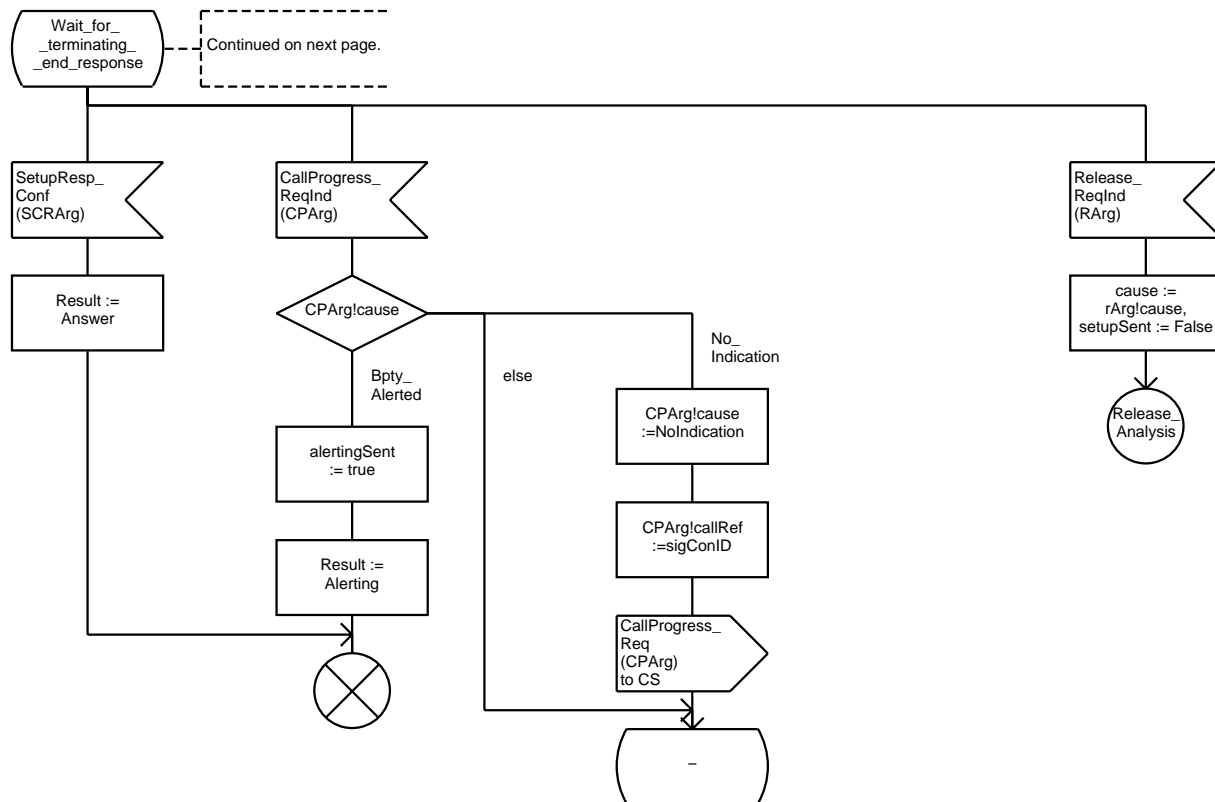 Wait_for_
_terminating_
_end_response
Continued on next page.
SetupResp_
Conf
(SCRArg)
CallProgress_
ReqInd
(CPArg)
Release_
ReqInd
(RArg)
Result :=
Answer
CPArg!cause
cause :=
rArg!cause,
setupSent := False
No_
Indication
Bpty_
Alerted
else
CPArg!cause
:=NoIndication
Release_
Analysis
alertingSent
:= true
CPArg!callRef
:=sigConID
Result :=
Alerting
CallProgress_
Req
(CPArg)
to CS
–